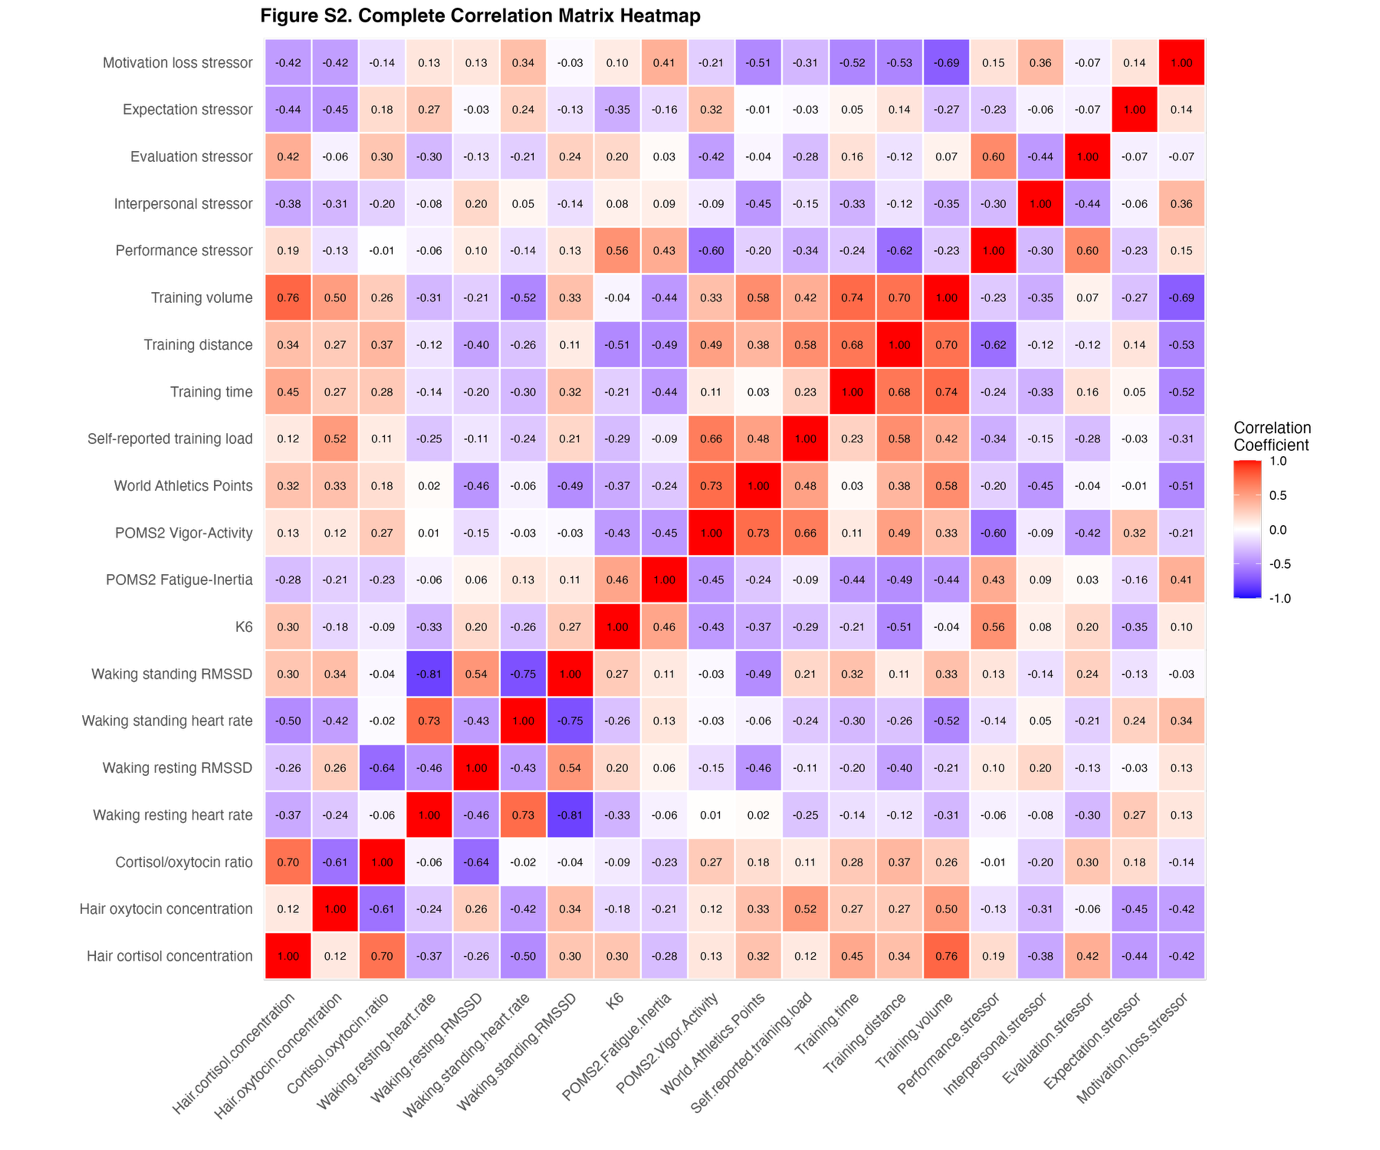 Figure S2. Complete Correlation Matrix Heatmap
Motivation loss stressor -0.42 -0.42 -0.14 0.13 0.13 0.34 -0.03 0.10 0.41 -0.21 -0.51 -0.31 -0.52 -0.53 -0.69 0.15 0.36 -0.07 0.14 1.00
Expectation stressor -0.44 -0.45 0.18 0.27 -0.03 0.24 -0.13 -0.35 -0.16 0.32 -0.01 -0.03 0.05 0.14 -0.27 -0.23 -0.06 -0.07 1.00 0.14
Evaluation stressor 0.42 -0.06 0.30 -0.30 -0.13 -0.21 0.24 0.20 0.03 -0.42 -0.04 -0.28 0.16 -0.12 0.07 0.60 -0.44 1.00 -0.07 -0.07
Interpersonal stressor -0.38 -0.31 -0.20 -0.08 0.20 0.05 -0.14 0.08 0.09 -0.09 -0.45 -0.15 -0.33 -0.12 -0.35 -0.30 1.00 -0.44 -0.06 0.36
Performance stressor 0.19 -0.13 -0.01 -0.06 0.10 -0.14 0.13 0.56 0.43 -0.60 -0.20 -0.34 -0.24 -0.62 -0.23 1.00 -0.30 0.60 -0.23 0.15
Training volume 0.76 0.50 0.26 -0.31 -0.21 -0.52 0.33 -0.04 -0.44 0.33 0.58 0.42 0.74 0.70 1.00 -0.23 -0.35 0.07 -0.27 -0.69
Training distance 0.34 0.27 0.37 -0.12 -0.40 -0.26 0.11 -0.51 -0.49 0.49 0.38 0.58 0.68 1.00 0.70 -0.62 -0.12 -0.12 0.14 -0.53
Training time 0.45 0.27 0.28 -0.14 -0.20 -0.30 0.32 -0.21 -0.44 0.11 0.03 0.23 1.00 0.68 0.74 -0.24 -0.33 0.16 0.05 -0.52
Self-reported training load 0.12 0.52 0.11 -0.25 -0.11 -0.24 0.21 -0.29 -0.09 0.66 0.48 1.00 0.23 0.58 0.42 -0.34 -0.15 -0.28 -0.03 -0.31
World Athletics Points 0.32 0.33 0.18 0.02 -0.46 -0.06 -0.49 -0.37 -0.24 0.73 1.00 0.48 0.03 0.38 0.58 -0.20 -0.45 -0.04 -0.01 -0.51
POMS2 Vigor-Activity 0.13 0.12 0.27 0.01 -0.15 -0.03 -0.03 -0.43 -0.45 1.00 0.73 0.66 0.11 0.49 0.33 -0.60 -0.09 -0.42 0.32 -0.21
POMS2 Fatigue-Inertia -0.28 -0.21 -0.23 -0.06 0.06 0.13 0.11 0.46 1.00 -0.45 -0.24 -0.09 -0.44 -0.49 -0.44 0.43 0.09 0.03 -0.16 0.41
K6 0.30 -0.18 -0.09 -0.33 0.20 -0.26 0.27 1.00 0.46 -0.43 -0.37 -0.29 -0.21 -0.51 -0.04 0.56 0.08 0.20 -0.35 0.10
Waking standing RMSSD 0.30 0.34 -0.04 -0.81 0.54 -0.75 1.00 0.27 0.11 -0.03 -0.49 0.21 0.32 0.11 0.33 0.13 -0.14 0.24 -0.13 -0.03
Waking standing heart rate -0.50 -0.42 -0.02 0.73 -0.43 1.00 -0.75 -0.26 0.13 -0.03 -0.06 -0.24 -0.30 -0.26 -0.52 -0.14 0.05 -0.21 0.24 0.34
Waking resting RMSSD -0.26 0.26 -0.64 -0.46 1.00 -0.43 0.54 0.20 0.06 -0.15 -0.46 -0.11 -0.20 -0.40 -0.21 0.10 0.20 -0.13 -0.03 0.13
Waking resting heart rate -0.37 -0.24 -0.06 1.00 -0.46 0.73 -0.81 -0.33 -0.06 0.01 0.02 -0.25 -0.14 -0.12 -0.31 -0.06 -0.08 -0.30 0.27 0.13
Cortisol/oxytocin ratio 0.70 -0.61 1.00 -0.06 -0.64 -0.02 -0.04 -0.09 -0.23 0.27 0.18 0.11 0.28 0.37 0.26 -0.01 -0.20 0.30 0.18 -0.14
Hair oxytocin concentration 0.12 1.00 -0.61 -0.24 0.26 -0.42 0.34 -0.18 -0.21 0.12 0.33 0.52 0.27 0.27 0.50 -0.13 -0.31 -0.06 -0.45 -0.42
Hair cortisol concentration 1.00 0.12 0.70 -0.37 -0.26 -0.50 0.30 0.30 -0.28 0.13 0.32 0.12 0.45 0.34 0.76 0.19 -0.38 0.42 -0.44 -0.42
Hair.cortisol.concentration
Hair.oxytocin.concentration
Cortisol.oxytocin.ratio
Waking.resting.heart.rate
Waking.resting.RMSSD
Waking.standing.heart.rate
Waking.standing.RMSSD
K6
POMS2.Fatigue.Inertia
POMS2.Vigor.Activity
World.Athletics.Points
Self.reported.training.load
Training.time
Training.distance
Training.volume
Performance.stressor
Interpersonal.stressor
Evaluation.stressor
Expectation.stressor
Motivation.loss.stressor
Correlation
Coefficient
1.0
0.5
0.0
-0.5
-1.0